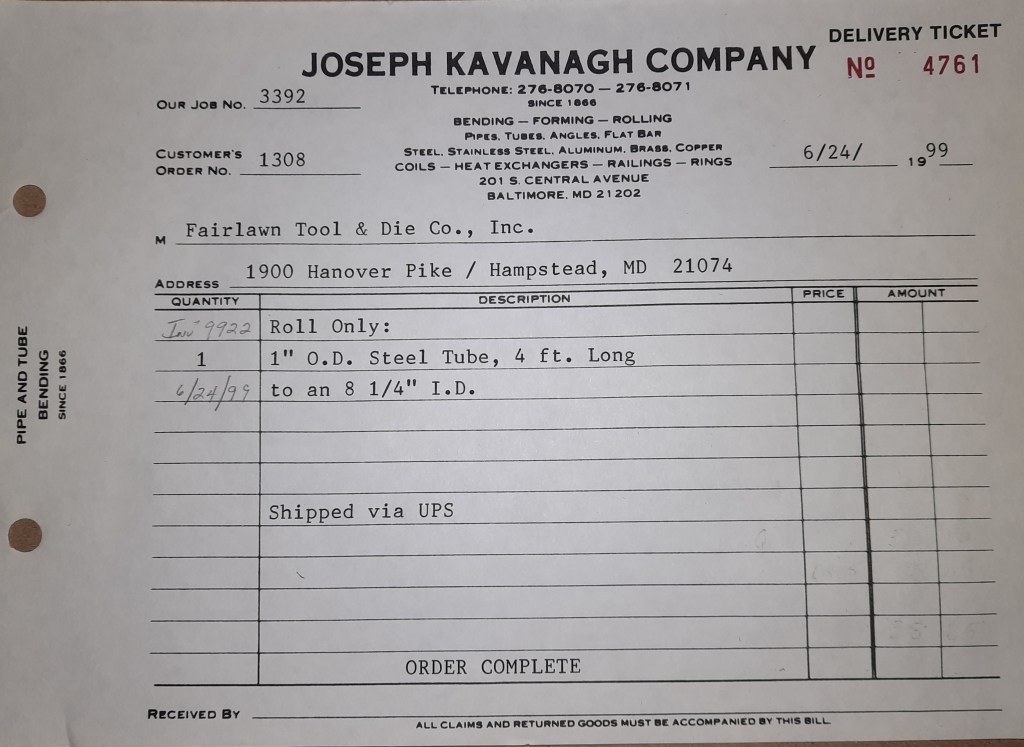 DELIVERY TICKET
JOSEPH KAVANAGH COMPANY
Nº 4761
TELEPHONE: 276-8070 — 276-8071
SINCE 1866
OUR JOB NO. 3392
BENDING — FORMING — ROLLING
PIPES, TUBES, ANGLES, FLAT BAR
STEEL, STAINLESS STEEL, ALUMINUM, BRASS, COPPER
COILS — HEAT EXCHANGERS — RAILINGS — RINGS
201 S. CENTRAL AVENUE
BALTIMORE, MD 21202
CUSTOMER'S
ORDER NO. 1308
6/24/ 1999
M Fairlawn Tool & Die Co., Inc.
ADDRESS 1900 Hanover Pike / Hampstead, MD 21074
QUANTITY DESCRIPTION PRICE AMOUNT
Inv 9922 Roll Only:
1 1" O.D. Steel Tube, 4 ft. Long
6/24/99 to an 8 1/4" I.D.
Shipped via UPS
ORDER COMPLETE
RECEIVED BY
ALL CLAIMS AND RETURNED GOODS MUST BE ACCOMPANIED BY THIS BILL
PIPE AND TUBE
BENDING
SINCE 1866